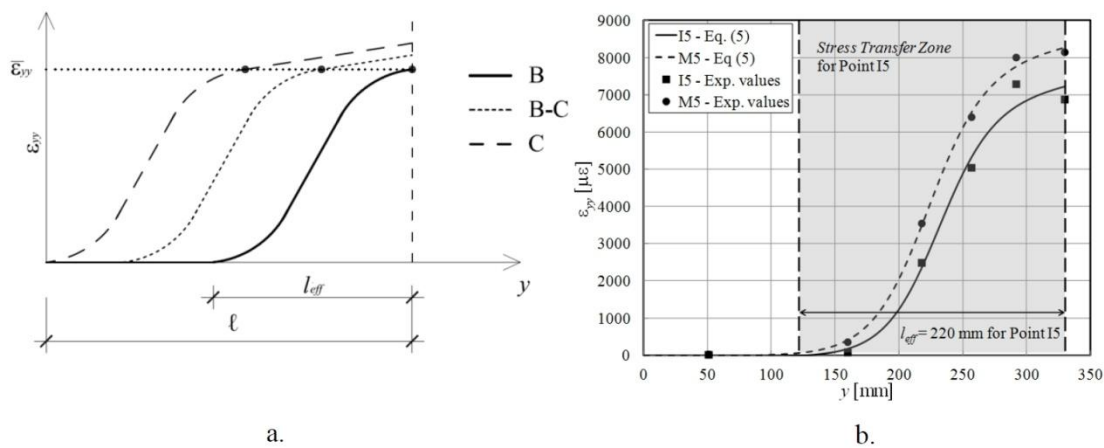 ε̄yy
εyy
B
B-C
C
y
leff
ℓ
a.
9000
8000
7000
6000
5000
4000
3000
2000
1000
0
εyy [με]
I5 - Eq. (5)
M5 - Eq (5)
I5 - Exp. values
M5 - Exp. values
Stress Transfer Zone
for Point I5
leff = 220 mm for Point I5
0 50 100 150 200 250 300 350
y [mm]
b.